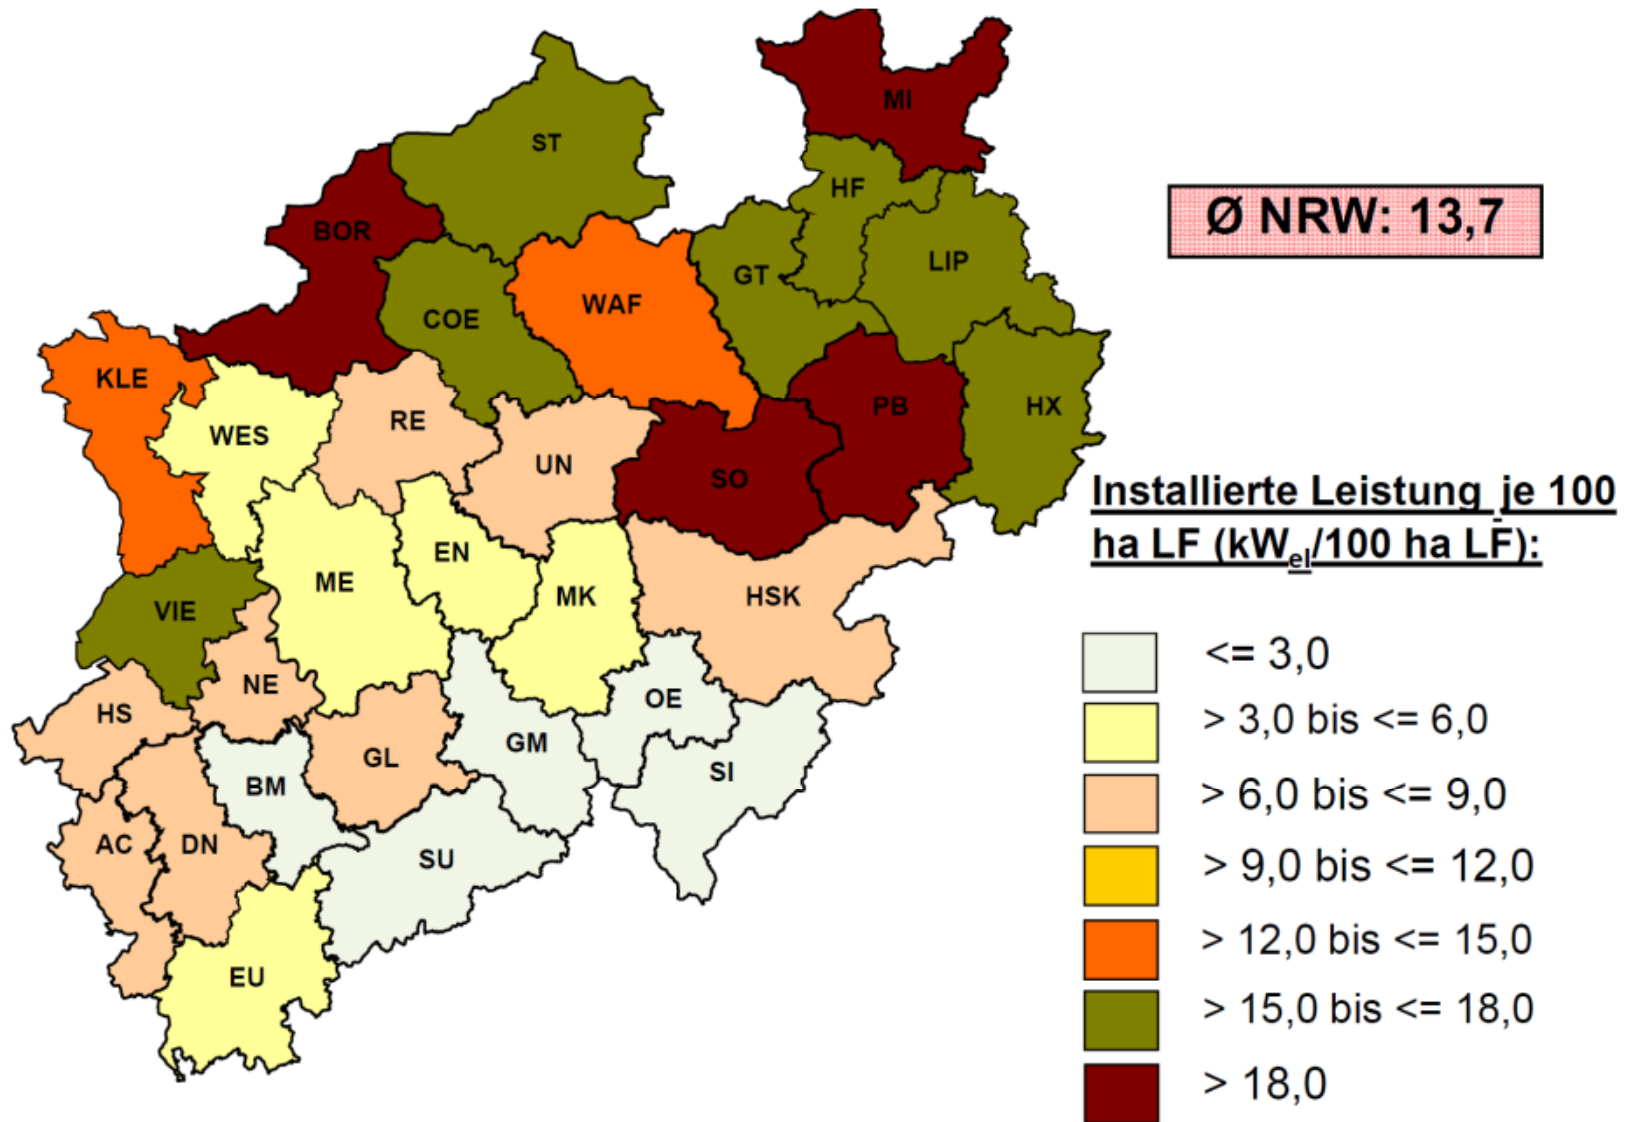 MI
ST
HF
BOR
Ø NRW: 13,7
LIP
GT
WAF
COE
KLE
RE
PB
HX
WES
UN
SO
Installierte Leistung je 100
ha LF (kWel/100 ha LF):
EN
ME
MK
HSK
VIE
<= 3,0
NE
OE
HS
> 3,0 bis <= 6,0
GM
GL
SI
BM
> 6,0 bis <= 9,0
AC
DN
SU
> 9,0 bis <= 12,0
> 12,0 bis <= 15,0
EU
> 15,0 bis <= 18,0
> 18,0